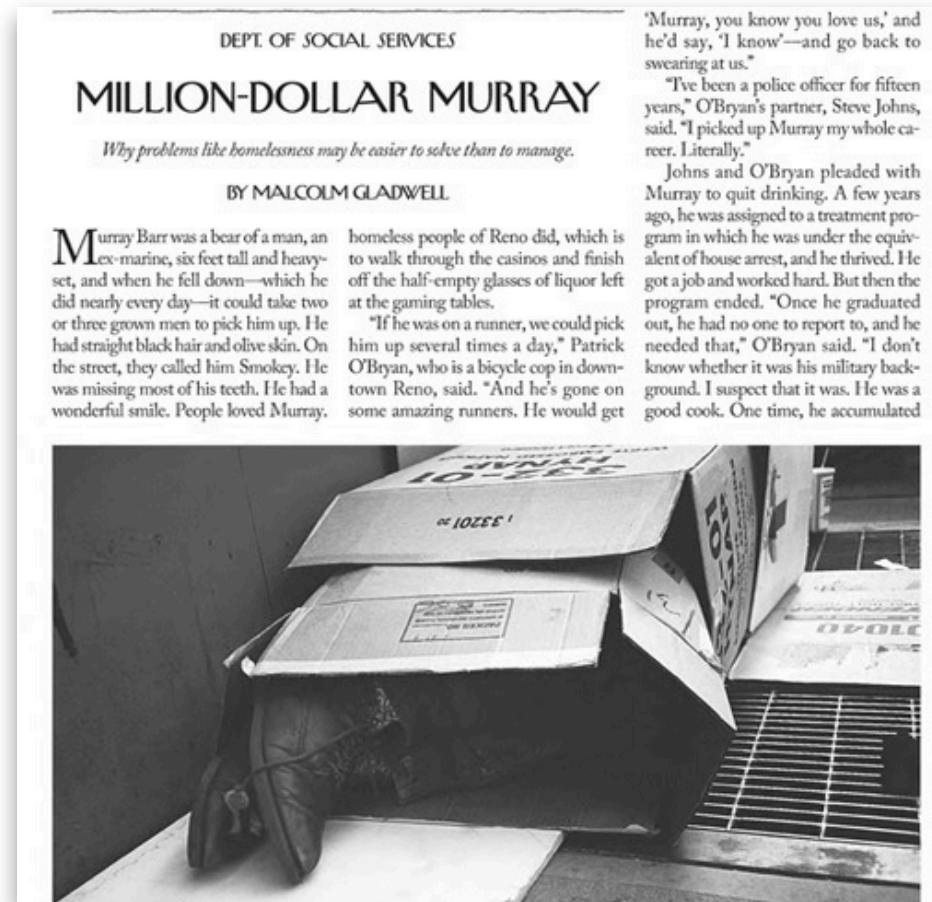 DEPT. OF SOCIAL SERVICES
MILLION-DOLLAR MURRAY
Why problems like homelessness may be easier to solve than to manage.
BY MALCOLM GLADWELL
Murray Barr was a bear of a man, an
ex-marine, six feet tall and heavy-
set, and when he fell down—which he
did nearly every day—it could take two
or three grown men to pick him up. He
had straight black hair and olive skin. On
the street, they called him Smokey. He
was missing most of his teeth. He had a
wonderful smile. People loved Murray.
homeless people of Reno did, which is
to walk through the casinos and finish
off the half-empty glasses of liquor left
at the gaming tables.
“If he was on a runner, we could pick
him up several times a day,” Patrick
O’Bryan, who is a bicycle cop in down-
town Reno, said. “And he’s gone on
some amazing runners. He would get
‘Murray, you know you love us,’ and
he’d say, ‘I know’—and go back to
swearing at us.”
“I’ve been a police officer for fifteen
years,” O’Bryan’s partner, Steve Johns,
said. “I picked up Murray my whole ca-
reer. Literally.”
Johns and O’Bryan pleaded with
Murray to quit drinking. A few years
ago, he was assigned to a treatment pro-
gram in which he was under the equiv-
alent of house arrest, and he thrived. He
got a job and worked hard. But then the
program ended. “Once he graduated
out, he had no one to report to, and he
needed that,” O’Bryan said. “I don’t
know whether it was his military back-
ground. I suspect that it was. He was a
good cook. One time, he accumulated
332-01
HYNAP
1 33201 20
01040